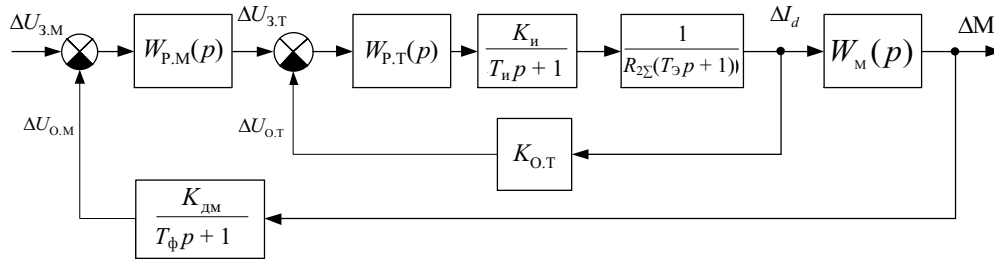 ΔU_З.М
W_Р.М(p)
ΔU_З.Т
W_Р.Т(p)
K_и
T_и p + 1
1
R_2Σ(T_Э p + 1))
ΔI_d
W_м(p)
ΔM
ΔU_О.М
ΔU_О.Т
K_О.Т
K_дм
T_ф p + 1